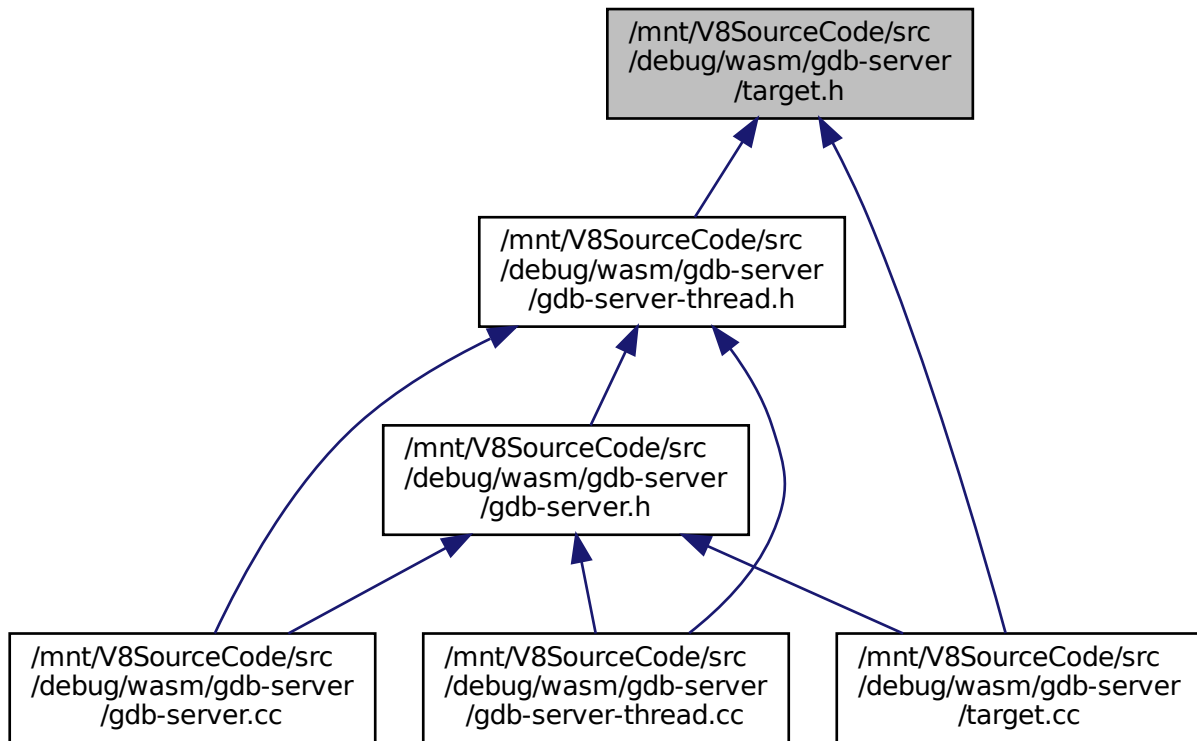 /mnt/V8SourceCode/src
/debug/wasm/gdb-server
/target.h
/mnt/V8SourceCode/src
/debug/wasm/gdb-server
/gdb-server-thread.h
/mnt/V8SourceCode/src
/debug/wasm/gdb-server
/gdb-server.h
/mnt/V8SourceCode/src
/debug/wasm/gdb-server
/gdb-server.cc
/mnt/V8SourceCode/src
/debug/wasm/gdb-server
/gdb-server-thread.cc
/mnt/V8SourceCode/src
/debug/wasm/gdb-server
/target.cc